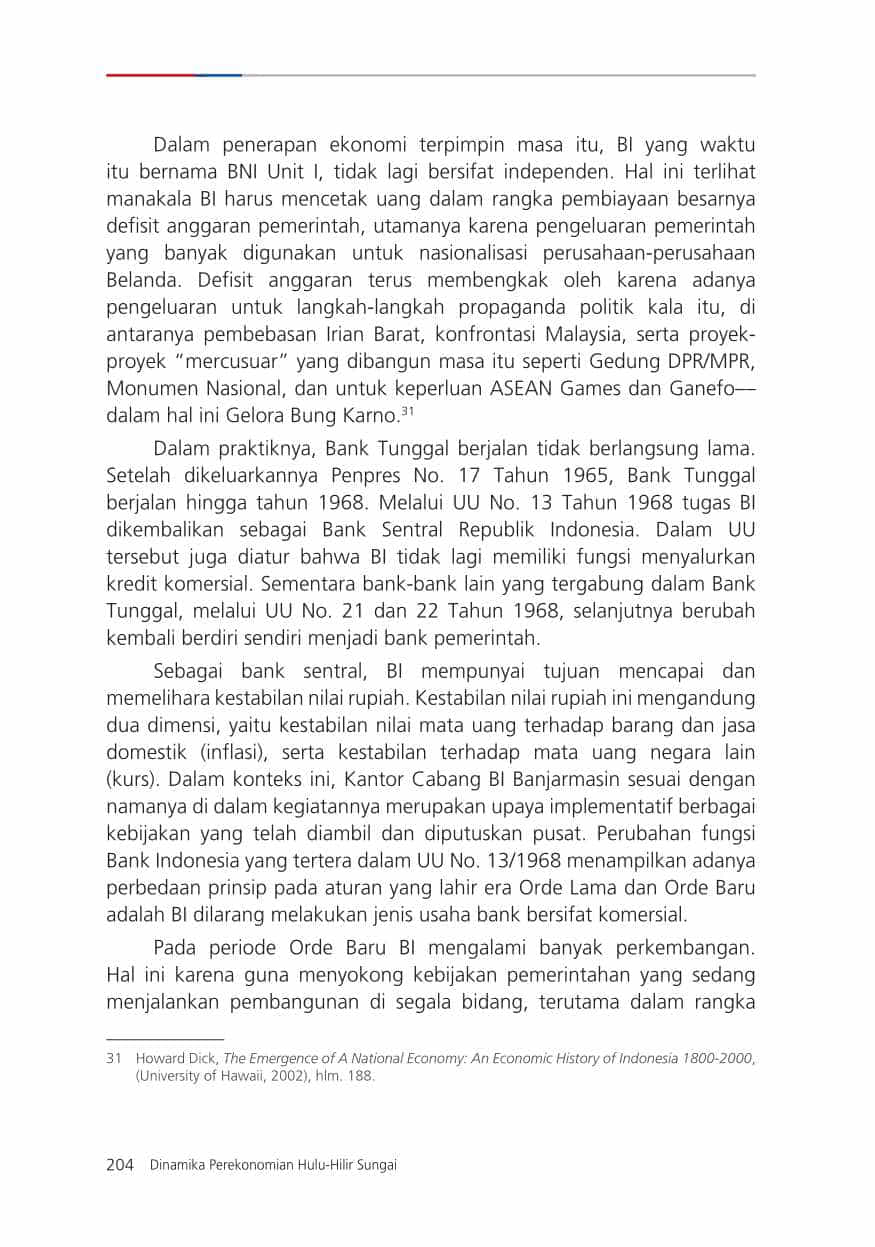 Dalam penerapan ekonomi terpimpin masa itu, BI yang waktu
itu bernama BNI Unit I, tidak lagi bersifat independen. Hal ini terlihat
manakala BI harus mencetak uang dalam rangka pembiayaan besarnya
defisit anggaran pemerintah, utamanya karena pengeluaran pemerintah
yang banyak digunakan untuk nasionalisasi perusahaan-perusahaan
Belanda. Defisit anggaran terus membengkak oleh karena adanya
pengeluaran untuk langkah-langkah propaganda politik kala itu, di
antaranya pembebasan Irian Barat, konfrontasi Malaysia, serta proyek-
proyek “mercusuar” yang dibangun masa itu seperti Gedung DPR/MPR,
Monumen Nasional, dan untuk keperluan ASEAN Games dan Ganefo—
dalam hal ini Gelora Bung Karno.31
Dalam praktiknya, Bank Tunggal berjalan tidak berlangsung lama.
Setelah dikeluarkannya Penpres No. 17 Tahun 1965, Bank Tunggal
berjalan hingga tahun 1968. Melalui UU No. 13 Tahun 1968 tugas BI
dikembalikan sebagai Bank Sentral Republik Indonesia. Dalam UU
tersebut juga diatur bahwa BI tidak lagi memiliki fungsi menyalurkan
kredit komersial. Sementara bank-bank lain yang tergabung dalam Bank
Tunggal, melalui UU No. 21 dan 22 Tahun 1968, selanjutnya berubah
kembali berdiri sendiri menjadi bank pemerintah.
Sebagai bank sentral, BI mempunyai tujuan mencapai dan
memelihara kestabilan nilai rupiah. Kestabilan nilai rupiah ini mengandung
dua dimensi, yaitu kestabilan nilai mata uang terhadap barang dan jasa
domestik (inflasi), serta kestabilan terhadap mata uang negara lain
(kurs). Dalam konteks ini, Kantor Cabang BI Banjarmasin sesuai dengan
namanya di dalam kegiatannya merupakan upaya implementatif berbagai
kebijakan yang telah diambil dan diputuskan pusat. Perubahan fungsi
Bank Indonesia yang tertera dalam UU No. 13/1968 menampilkan adanya
perbedaan prinsip pada aturan yang lahir era Orde Lama dan Orde Baru
adalah BI dilarang melakukan jenis usaha bank bersifat komersial.
Pada periode Orde Baru BI mengalami banyak perkembangan.
Hal ini karena guna menyokong kebijakan pemerintahan yang sedang
menjalankan pembangunan di segala bidang, terutama dalam rangka
31 Howard Dick, The Emergence of A National Economy: An Economic History of Indonesia 1800-2000,
(University of Hawaii, 2002), hlm. 188.
204 Dinamika Perekonomian Hulu-Hilir Sungai